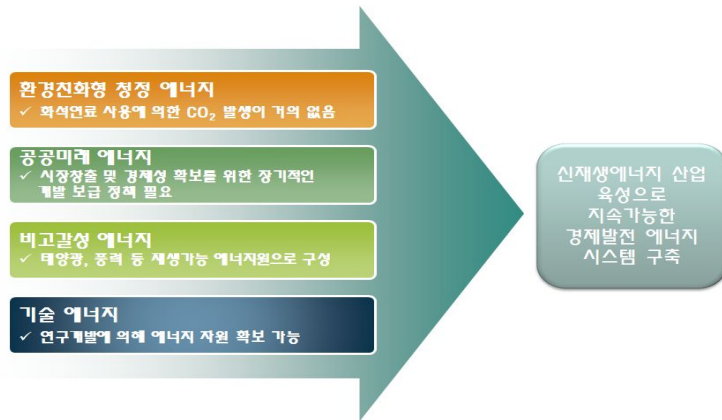 환경친화형 청정 에너지
✓ 화석연료 사용에 의한 CO₂ 발생이 거의 없음
공공미래 에너지
✓ 시장창출 및 경제성 확보를 위한 장기적인
개발 보급 정책 필요
비고갈성 에너지
✓ 태양광, 풍력 등 재생가능 에너지원으로 구성
기술 에너지
✓ 연구개발에 의해 에너지 자원 확보 가능
신재생에너지 산업
육성으로
지속가능한
경제발전 에너지
시스템 구축